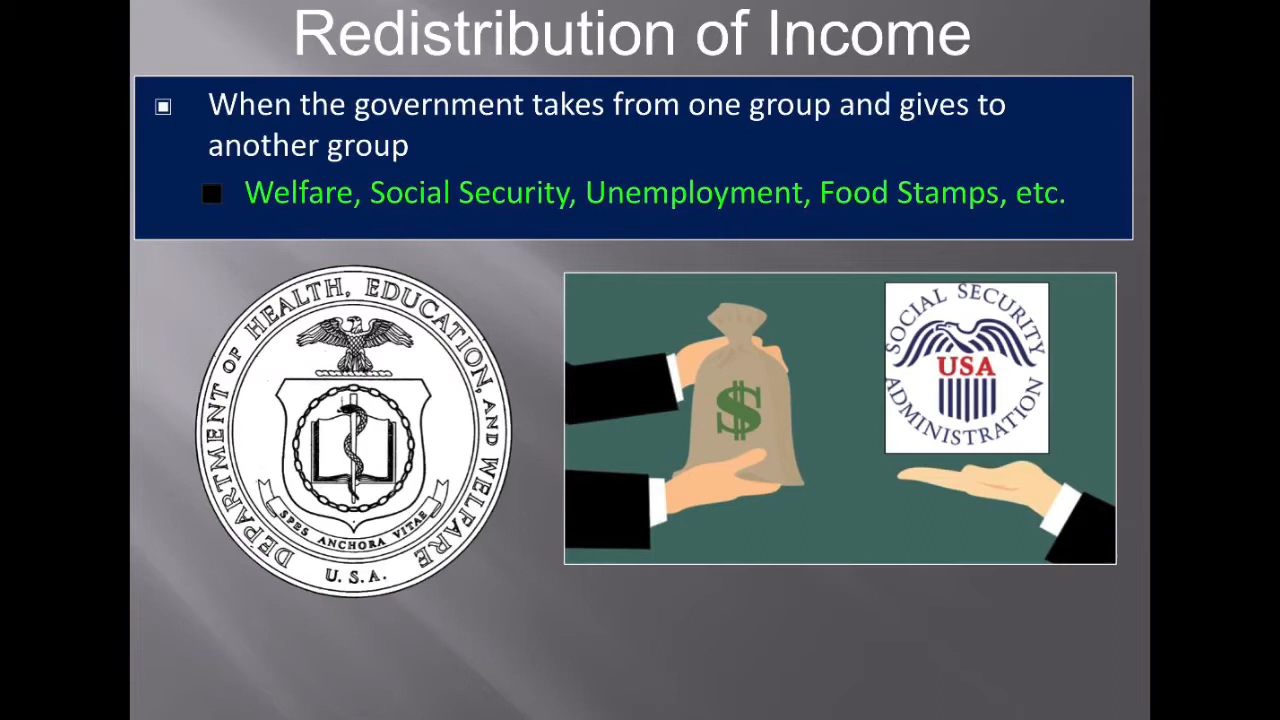 Redistribution of Income
When the government takes from one group and gives to
another group
Welfare, Social Security, Unemployment, Food Stamps, etc.
DEPARTMENT OF HEALTH, EDUCATION, AND WELFARE
SPES ANCHORA VITAE
U. S. A.
$
SOCIAL SECURITY
USA
ADMINISTRATION